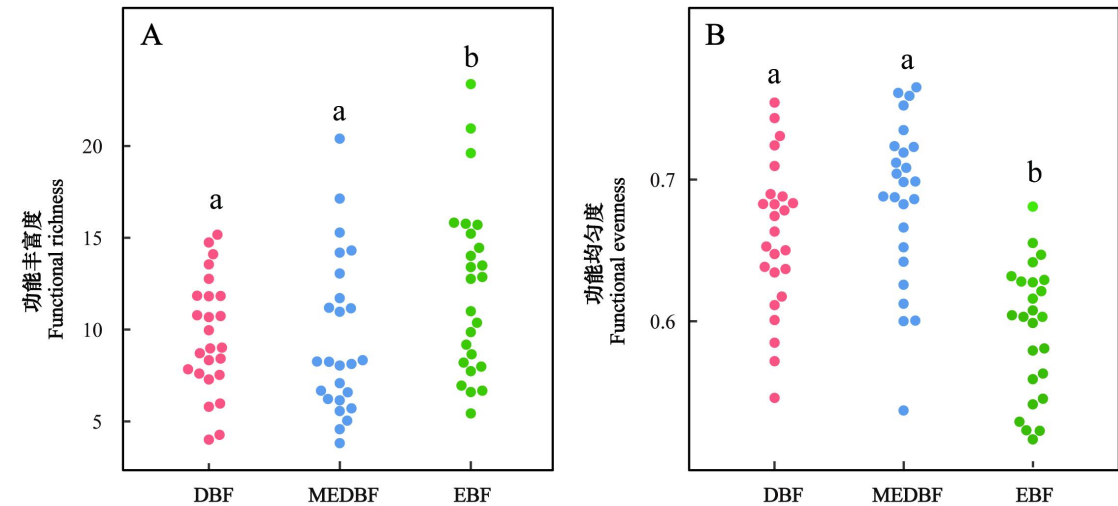 A
a
a
b
20
15
10
5
功能丰富度
Functional richness
DBF
MEDBF
EBF
B
a
a
b
0.7
0.6
功能均匀度
Functional evenness
DBF
MEDBF
EBF